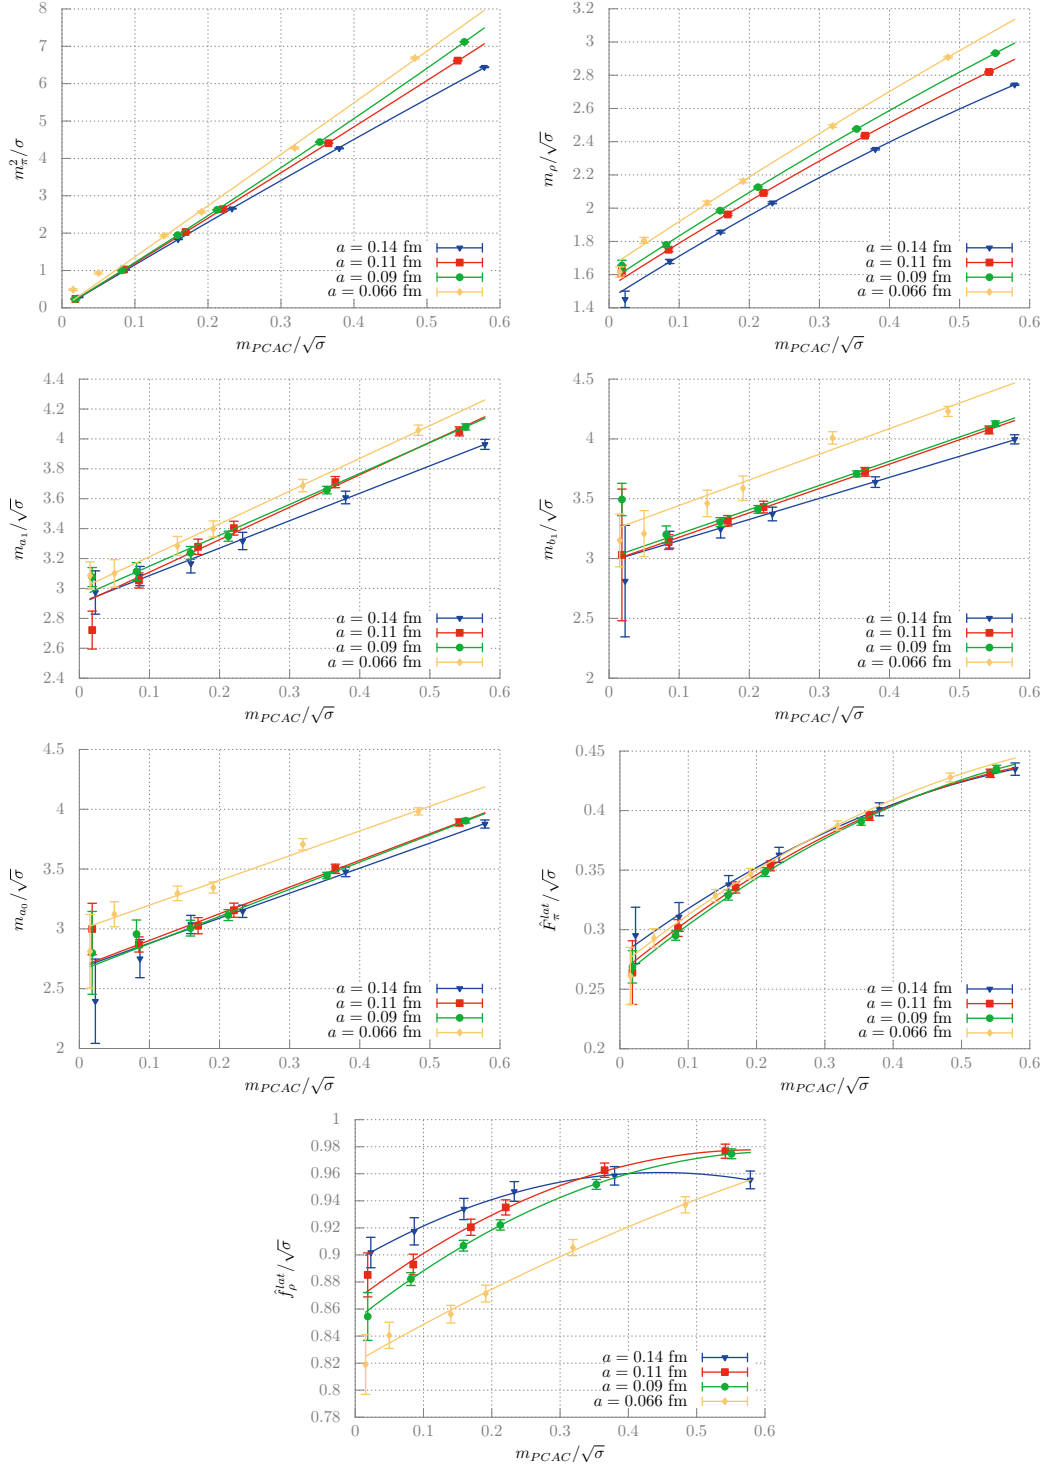 8
7
6
5
4
3
2
1
0
0 0.1 0.2 0.3 0.4 0.5 0.6
m_π^2/σ
m_PCAC/√σ
a = 0.14 fm
a = 0.11 fm
a = 0.09 fm
a = 0.066 fm
3.2
3
2.8
2.6
2.4
2.2
2
1.8
1.6
1.4
0 0.1 0.2 0.3 0.4 0.5 0.6
m_ρ/√σ
m_PCAC/√σ
a = 0.14 fm
a = 0.11 fm
a = 0.09 fm
a = 0.066 fm
4.4
4.2
4
3.8
3.6
3.4
3.2
3
2.8
2.6
2.4
0 0.1 0.2 0.3 0.4 0.5 0.6
m_a1/√σ
m_PCAC/√σ
a = 0.14 fm
a = 0.11 fm
a = 0.09 fm
a = 0.066 fm
4.5
4
3.5
3
2.5
2
0 0.1 0.2 0.3 0.4 0.5 0.6
m_b1/√σ
m_PCAC/√σ
a = 0.14 fm
a = 0.11 fm
a = 0.09 fm
a = 0.066 fm
4.5
4
3.5
3
2.5
2
0 0.1 0.2 0.3 0.4 0.5 0.6
m_a0/√σ
m_PCAC/√σ
a = 0.14 fm
a = 0.11 fm
a = 0.09 fm
a = 0.066 fm
0.45
0.4
0.35
0.3
0.25
0.2
0 0.1 0.2 0.3 0.4 0.5 0.6
F̂_π^lat/√σ
m_PCAC/√σ
a = 0.14 fm
a = 0.11 fm
a = 0.09 fm
a = 0.066 fm
1
0.98
0.96
0.94
0.92
0.9
0.88
0.86
0.84
0.82
0.8
0.78
0 0.1 0.2 0.3 0.4 0.5 0.6
f̂_ρ^lat/√σ
m_PCAC/√σ
a = 0.14 fm
a = 0.11 fm
a = 0.09 fm
a = 0.066 fm